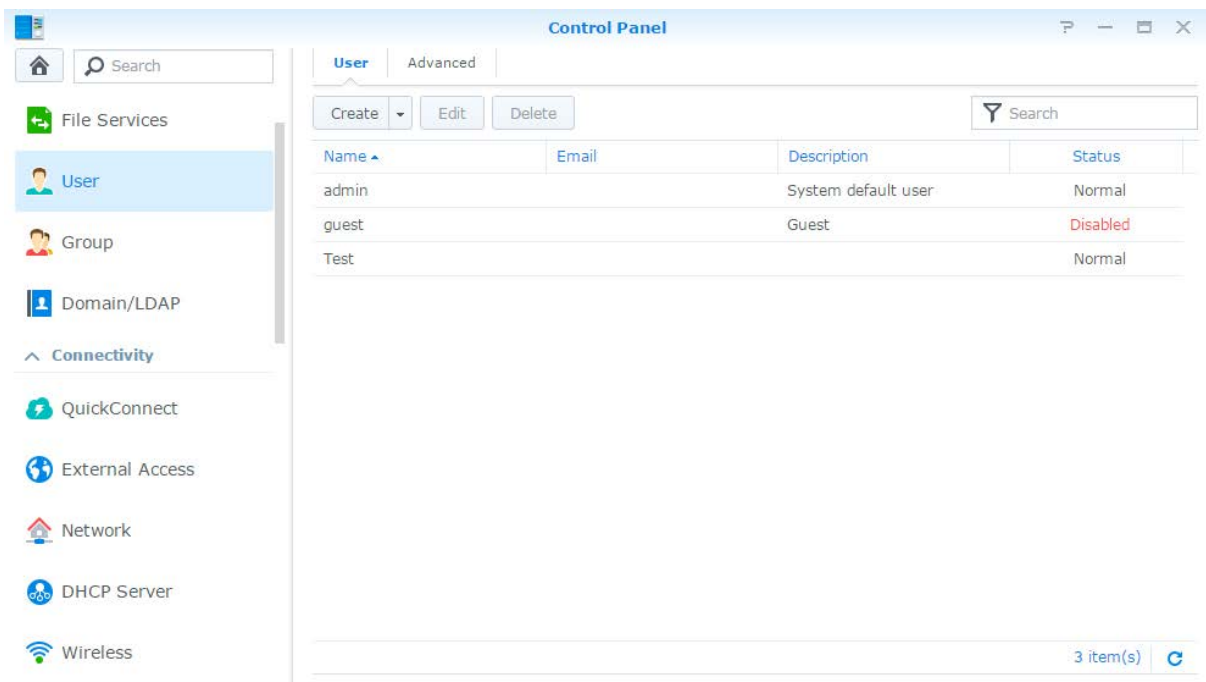 Control Panel
Search
File Services
User
Group
Domain/LDAP
Connectivity
QuickConnect
External Access
Network
DHCP Server
Wireless
User Advanced
Create Edit Delete Search
Name Email Description Status
admin System default user Normal
guest Guest Disabled
Test Normal
3 item(s)